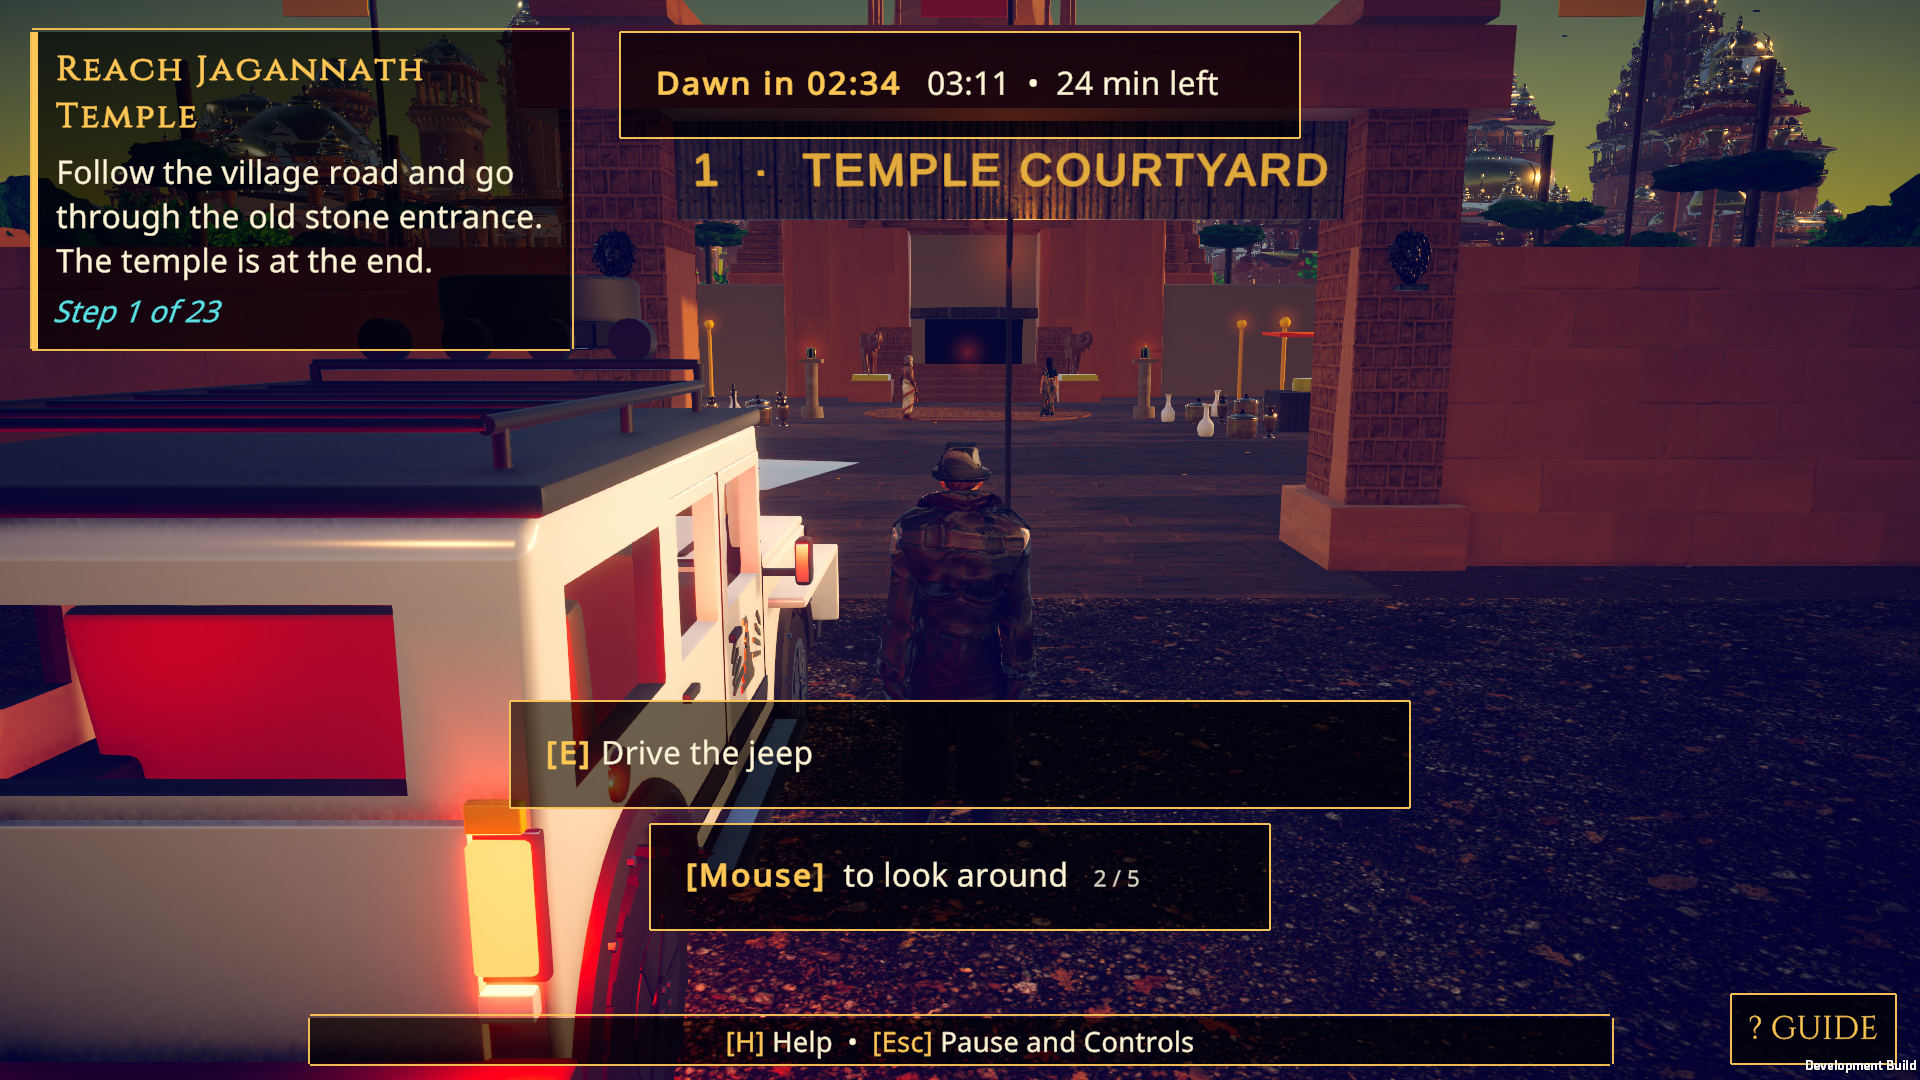 REACH JAGANNATH
TEMPLE
Follow the village road and go
through the old stone entrance.
The temple is at the end.
Step 1 of 23
Dawn in 02:34 03:11 • 24 min left
1 · TEMPLE COURTYARD
[E] Drive the jeep
[Mouse] to look around 2 / 5
[H] Help • [Esc] Pause and Controls
? GUIDE
Development Build